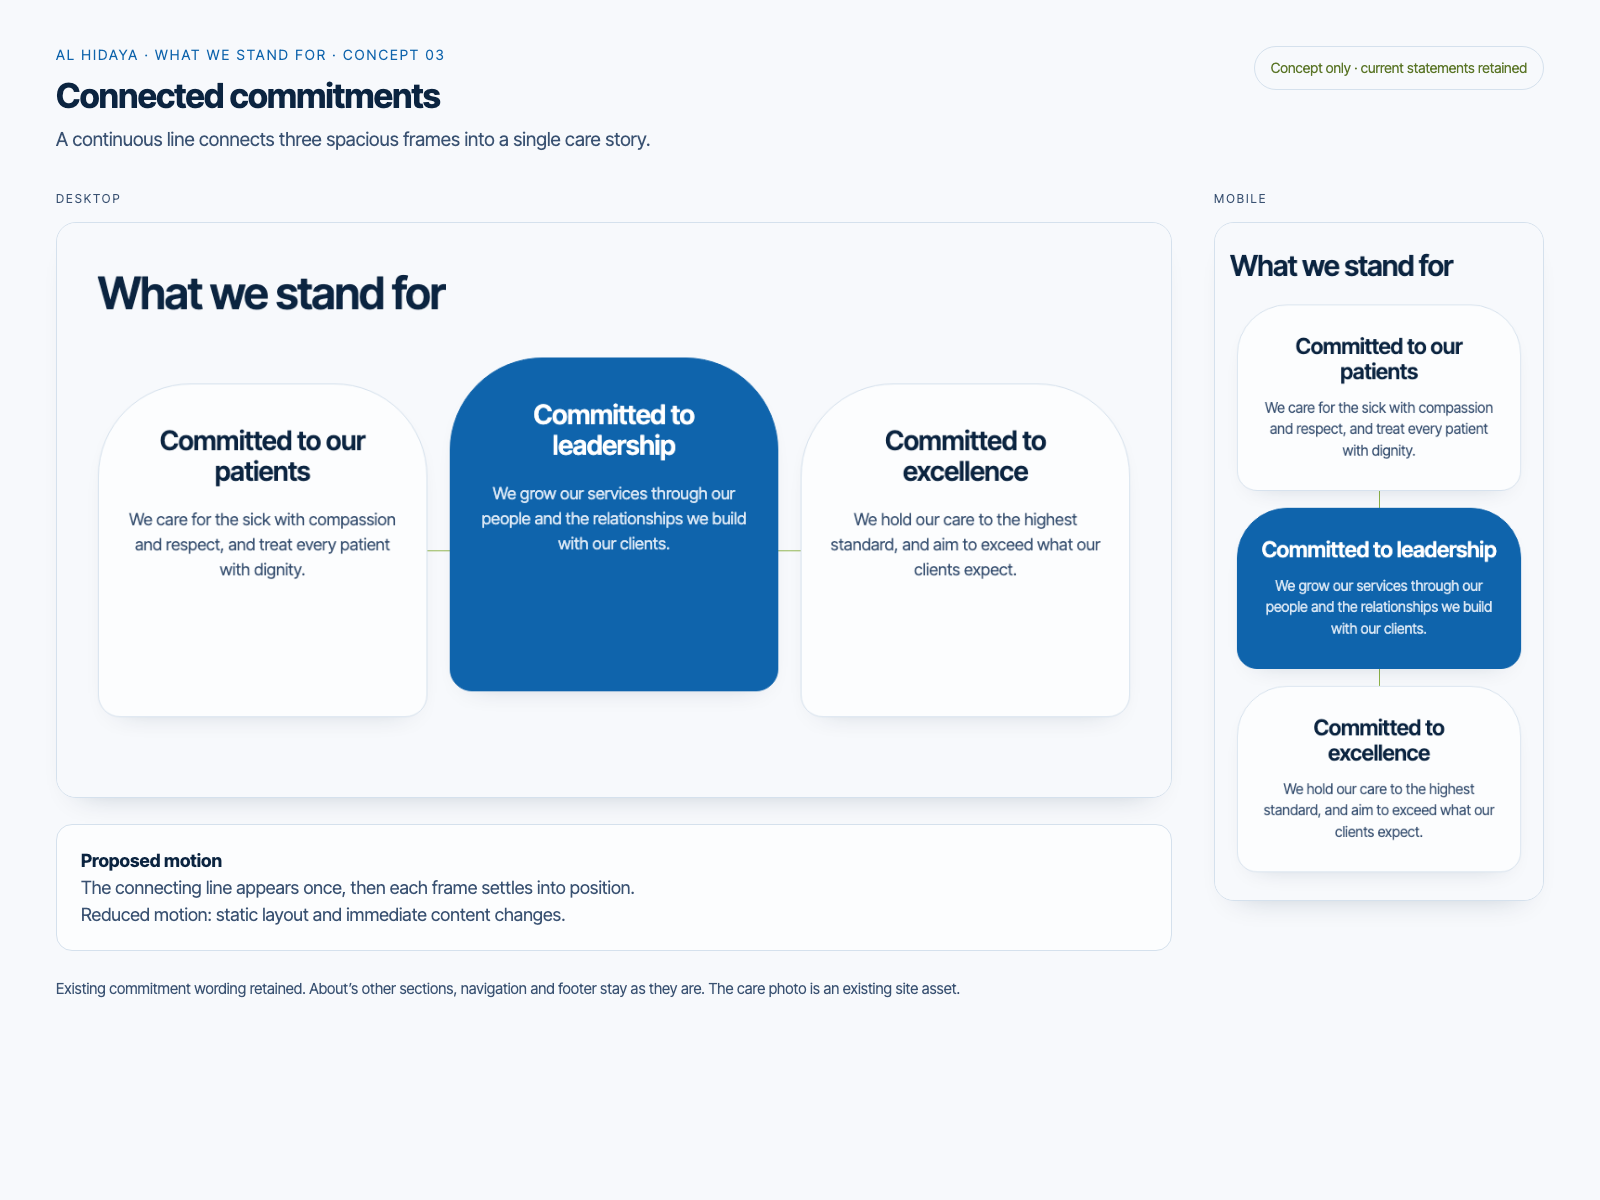 AL HIDAYA · WHAT WE STAND FOR · CONCEPT 03
Connected commitments
A continuous line connects three spacious frames into a single care story.
Concept only · current statements retained
DESKTOP
What we stand for
Committed to our
patients
We care for the sick with compassion
and respect, and treat every patient
with dignity.
Committed to
leadership
We grow our services through our
people and the relationships we build
with our clients.
Committed to
excellence
We hold our care to the highest
standard, and aim to exceed what our
clients expect.
Proposed motion
The connecting line appears once, then each frame settles into position.
Reduced motion: static layout and immediate content changes.
MOBILE
What we stand for
Committed to our
patients
We care for the sick with compassion
and respect, and treat every patient
with dignity.
Committed to leadership
We grow our services through our
people and the relationships we build
with our clients.
Committed to
excellence
We hold our care to the highest
standard, and aim to exceed what our
clients expect.
Existing commitment wording retained. About’s other sections, navigation and footer stay as they are. The care photo is an existing site asset.